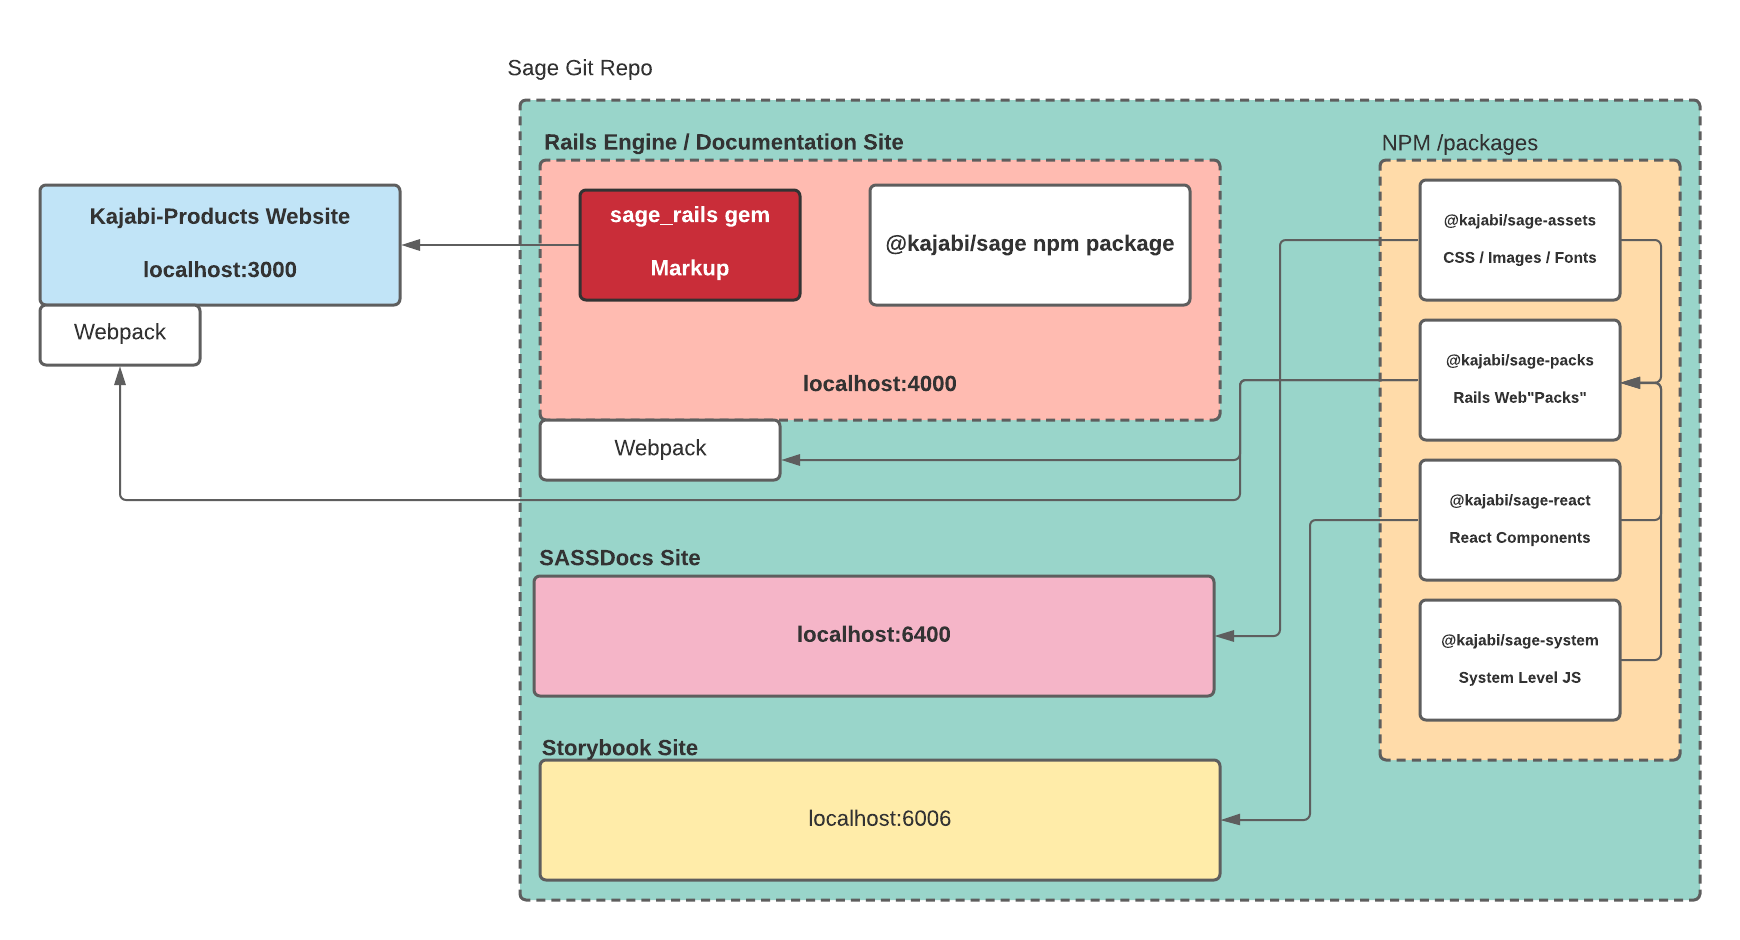 Sage Git Repo
Rails Engine / Documentation Site
NPM /packages
Kajabi-Products Website
localhost:3000
Webpack
sage_rails gem
Markup
@kajabi/sage npm package
localhost:4000
Webpack
@kajabi/sage-assets
CSS / Images / Fonts
@kajabi/sage-packs
Rails Web"Packs"
@kajabi/sage-react
React Components
@kajabi/sage-system
System Level JS
SASSDocs Site
localhost:6400
Storybook Site
localhost:6006